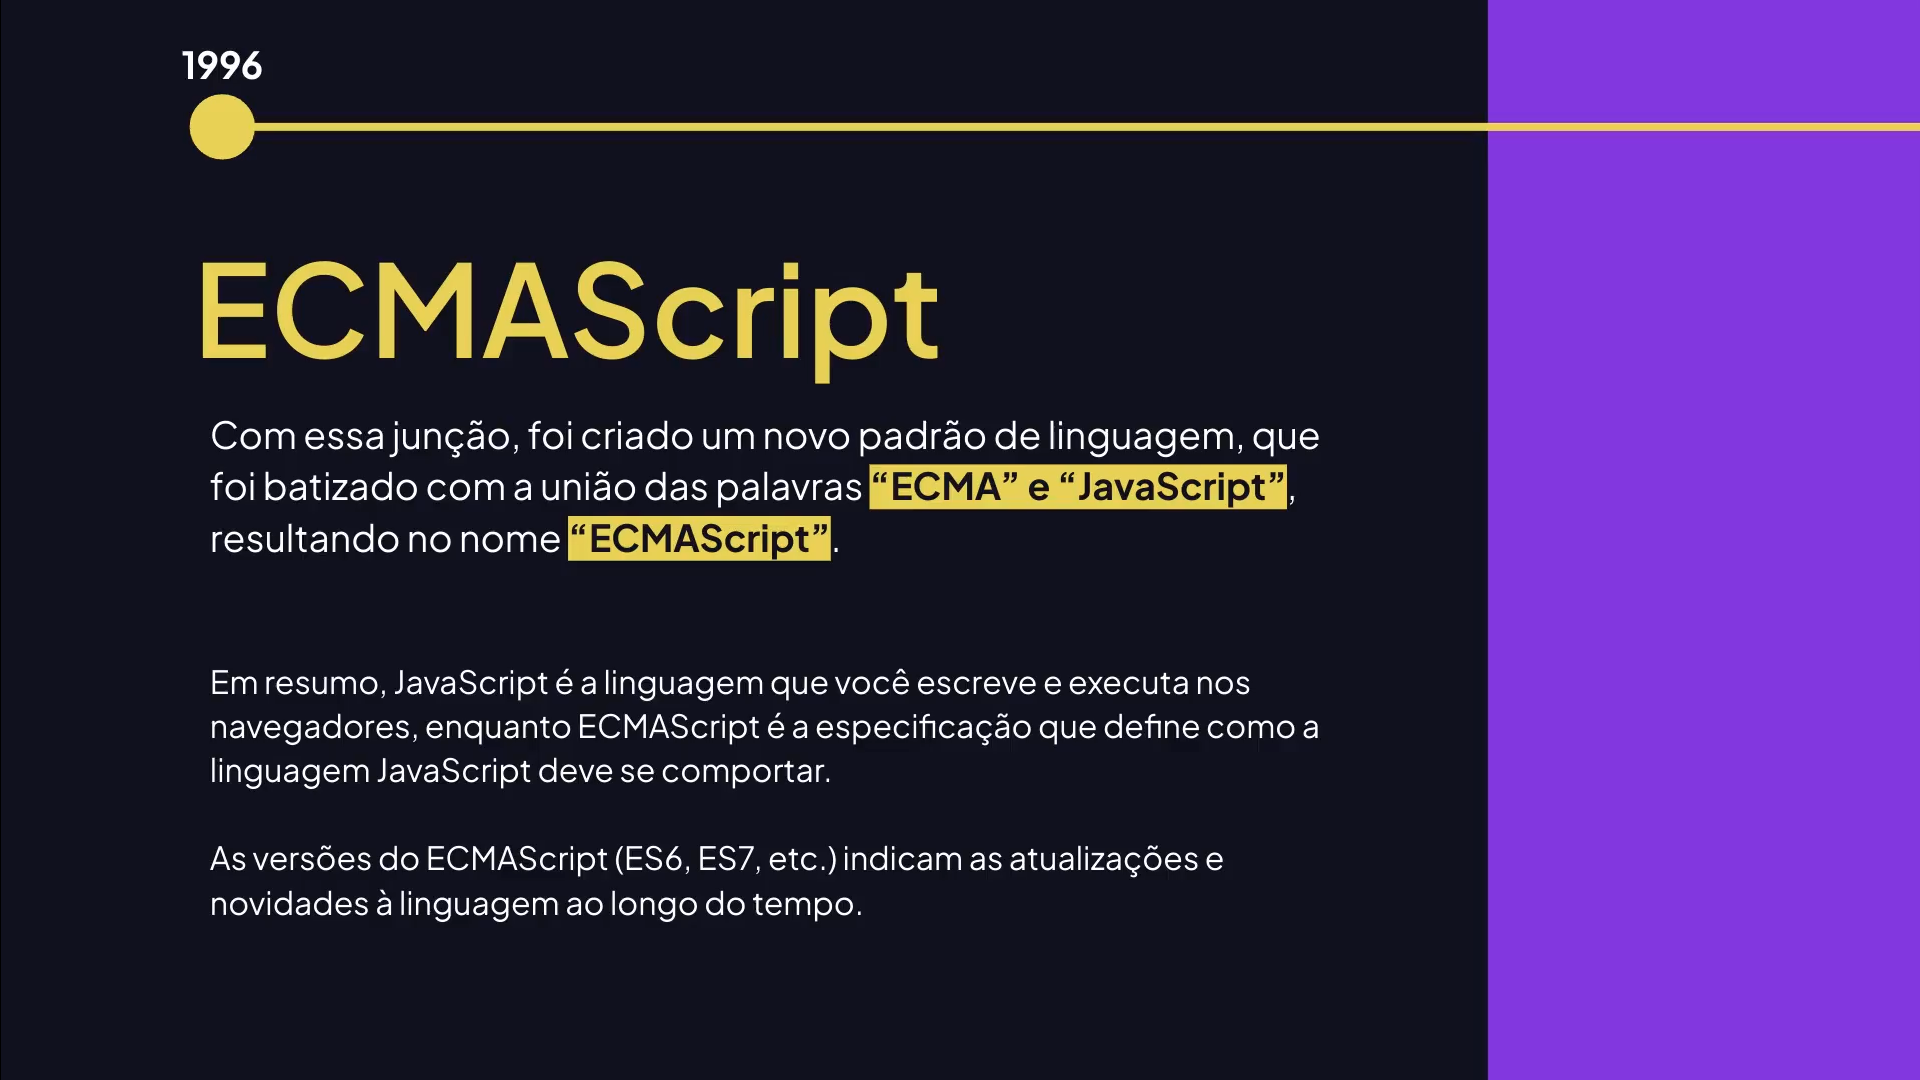 1996
ECMAScript
Com essa junção, foi criado um novo padrão de linguagem, que
foi batizado com a união das palavras “ECMA” e “JavaScript”,
resultando no nome “ECMAScript”.
Em resumo, JavaScript é a linguagem que você escreve e executa nos
navegadores, enquanto ECMAScript é a especificação que define como a
linguagem JavaScript deve se comportar.
As versões do ECMAScript (ES6, ES7, etc.) indicam as atualizações e
novidades à linguagem ao longo do tempo.